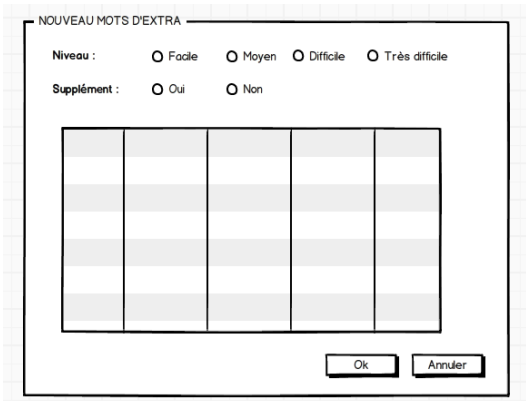 NOUVEAU MOTS D'EXTRA
Niveau : Facile Moyen Difficile Très difficile
Supplément : Oui Non
Ok Annuler